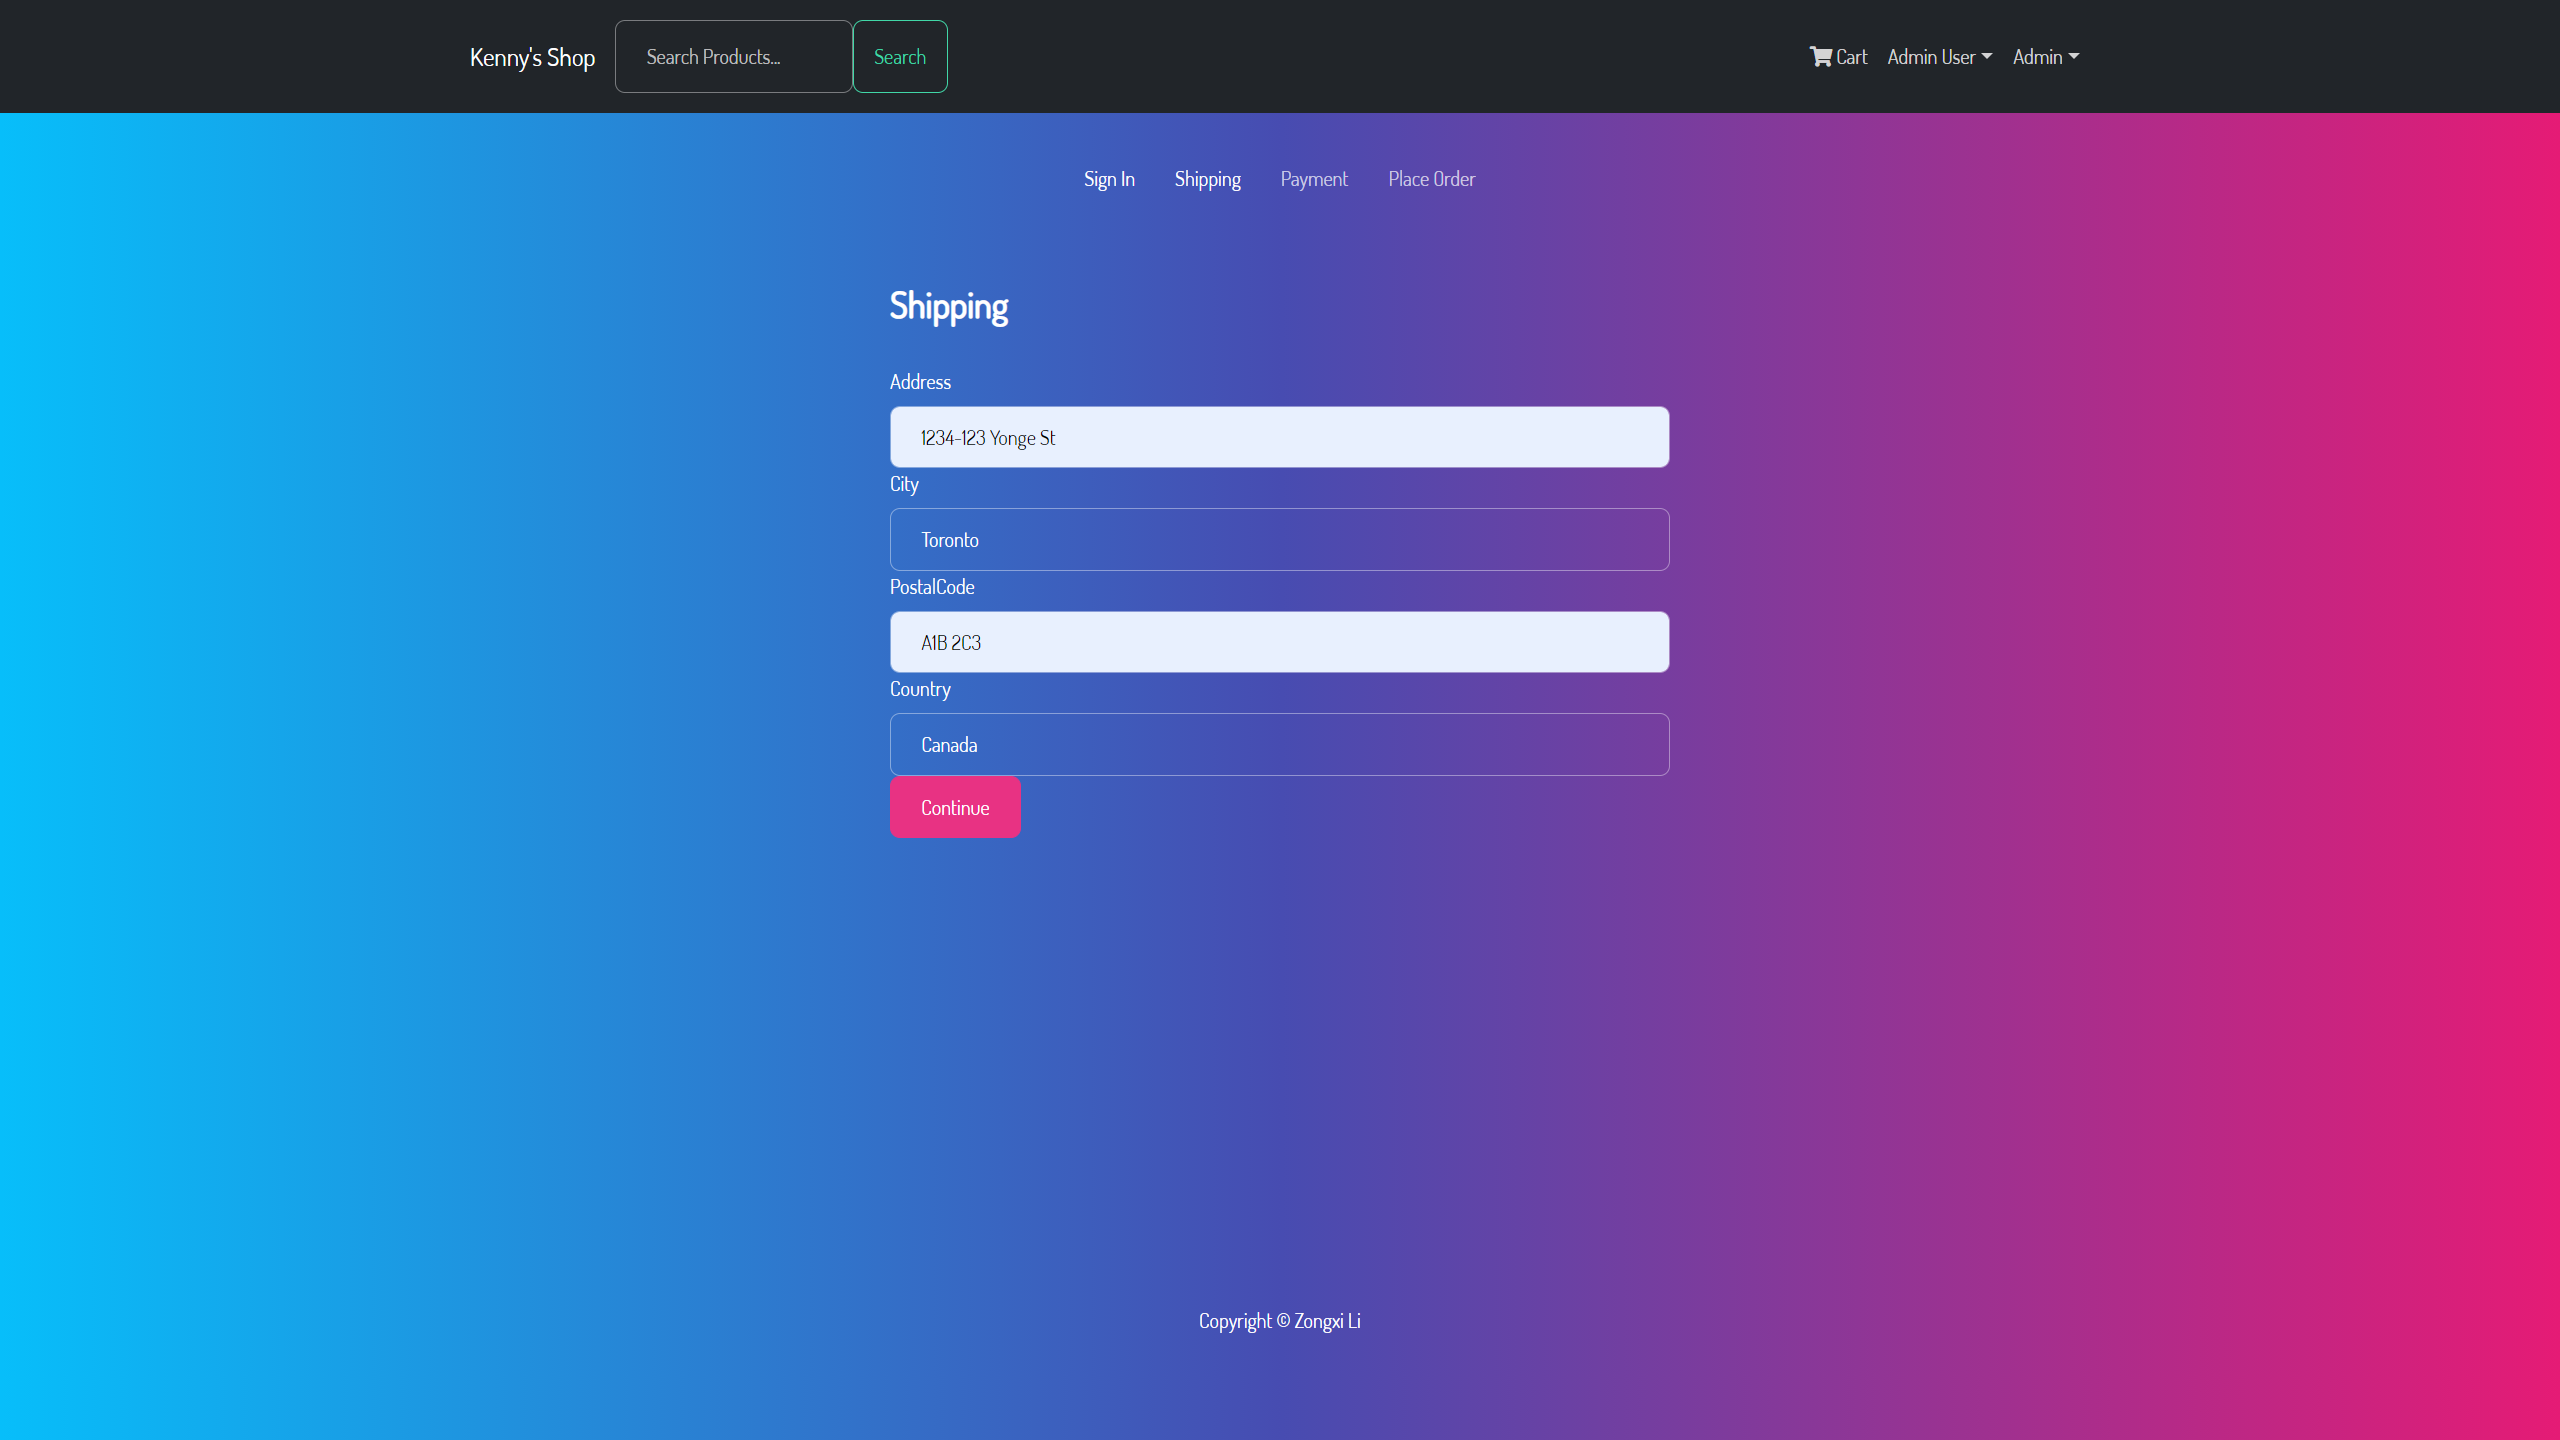 Kenny's Shop Search Products... Search Cart Admin User Admin
Sign In Shipping Payment Place Order
Shipping
Address
1234-123 Yonge St
City
Toronto
PostalCode
A1B 2C3
Country
Canada
Continue
Copyright © Zongxi Li